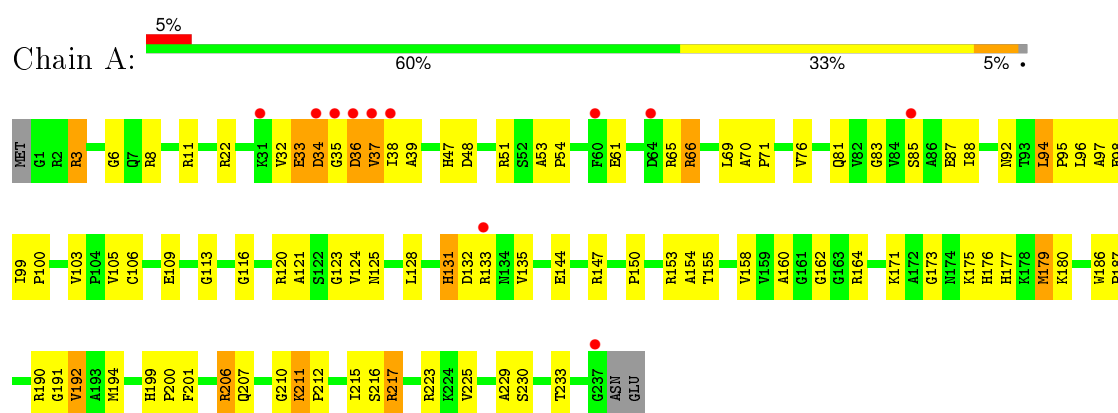 5%
Chain A:
60% 33% 5% •
MET G1 R2 R3 G6 Q7 R8 R11 R22 K31 V32 E33 D34 G35 D36 V37 I38 A39 H47 D48 R51 S52 A53 P54 F60 E61 D64 R65 R66 L69 A70 P71 V76 Q81 V82 G83 V84 S85 A86 E87 I88 N92 T93 L94 P95 L96 A97
I99 P100 V103 P104 V105 C106 E109 G113 G116 R120 A121 S122 G123 V124 N125 L128 H131 D132 R133 N134 V135 E144 R147 P150 R153 A154 T155 V158 V159 A160 G161 G162 G163 R164 K171 A172 G173 N174 K175 H176 H177 K178 M179 K180 W186
R190 G191 V192 A193 M194 H199 P200 F201 R206 Q207 G210 K211 P212 I215 S216 R217 R223 K224 V225 A229 S230 T233 G237 ASN GLU